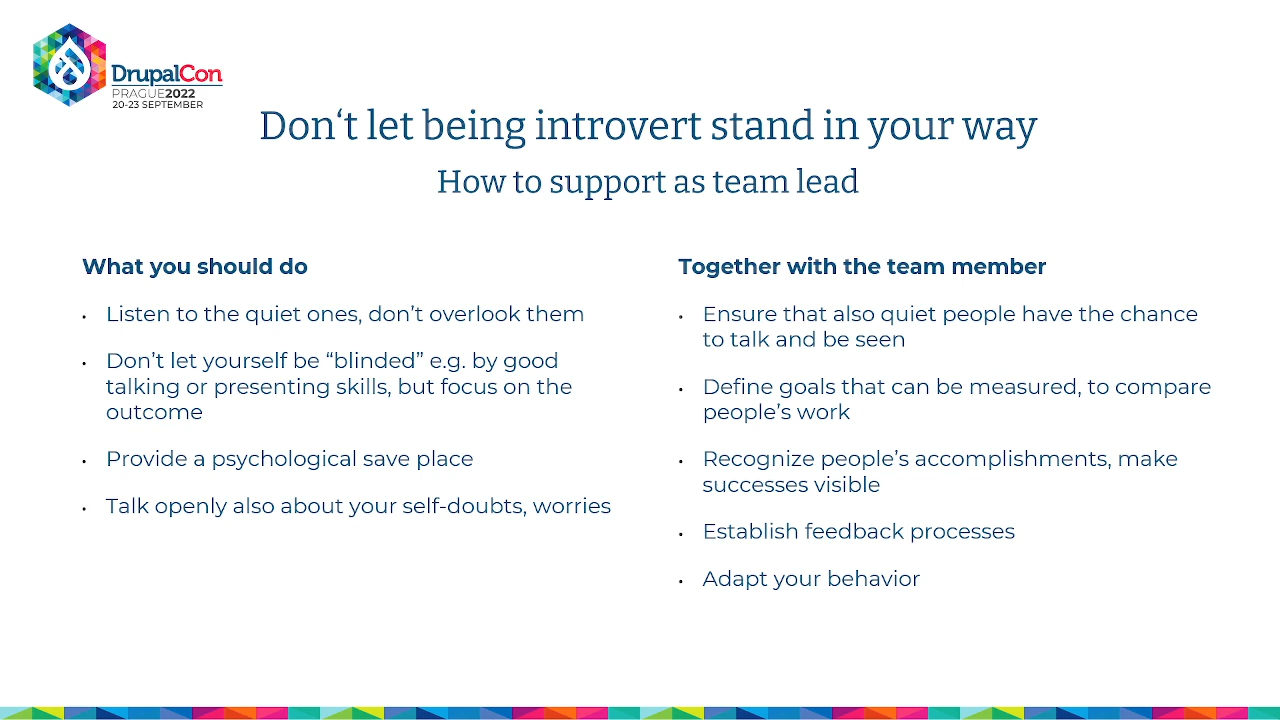 DrupalCon
PRAGUE2022
20-23 SEPTEMBER
Don‘t let being introvert stand in your way
How to support as team lead
What you should do
• Listen to the quiet ones, don’t overlook them
• Don’t let yourself be “blinded” e.g. by good
talking or presenting skills, but focus on the
outcome
• Provide a psychological save place
• Talk openly also about your self-doubts, worries
Together with the team member
• Ensure that also quiet people have the chance
to talk and be seen
• Define goals that can be measured, to compare
people’s work
• Recognize people’s accomplishments, make
successes visible
• Establish feedback processes
• Adapt your behavior